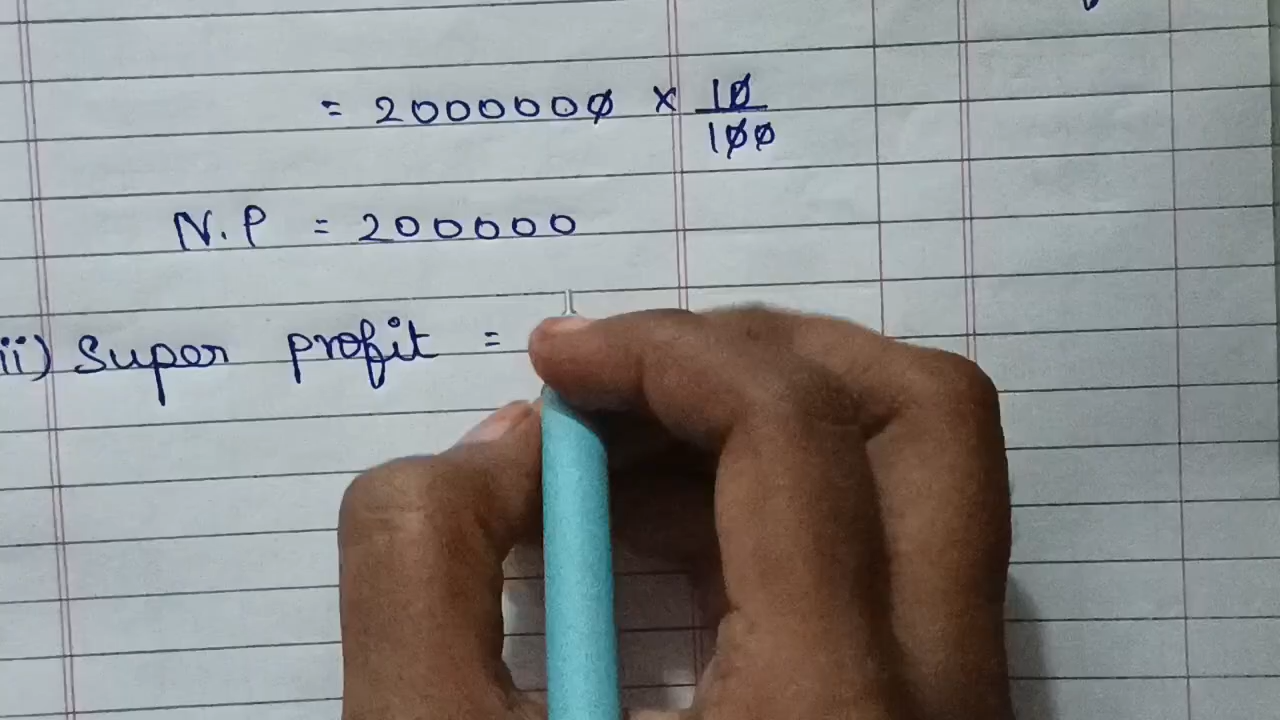 = 2000000 × 10/100
N.P = 200000
ii) Super profit =